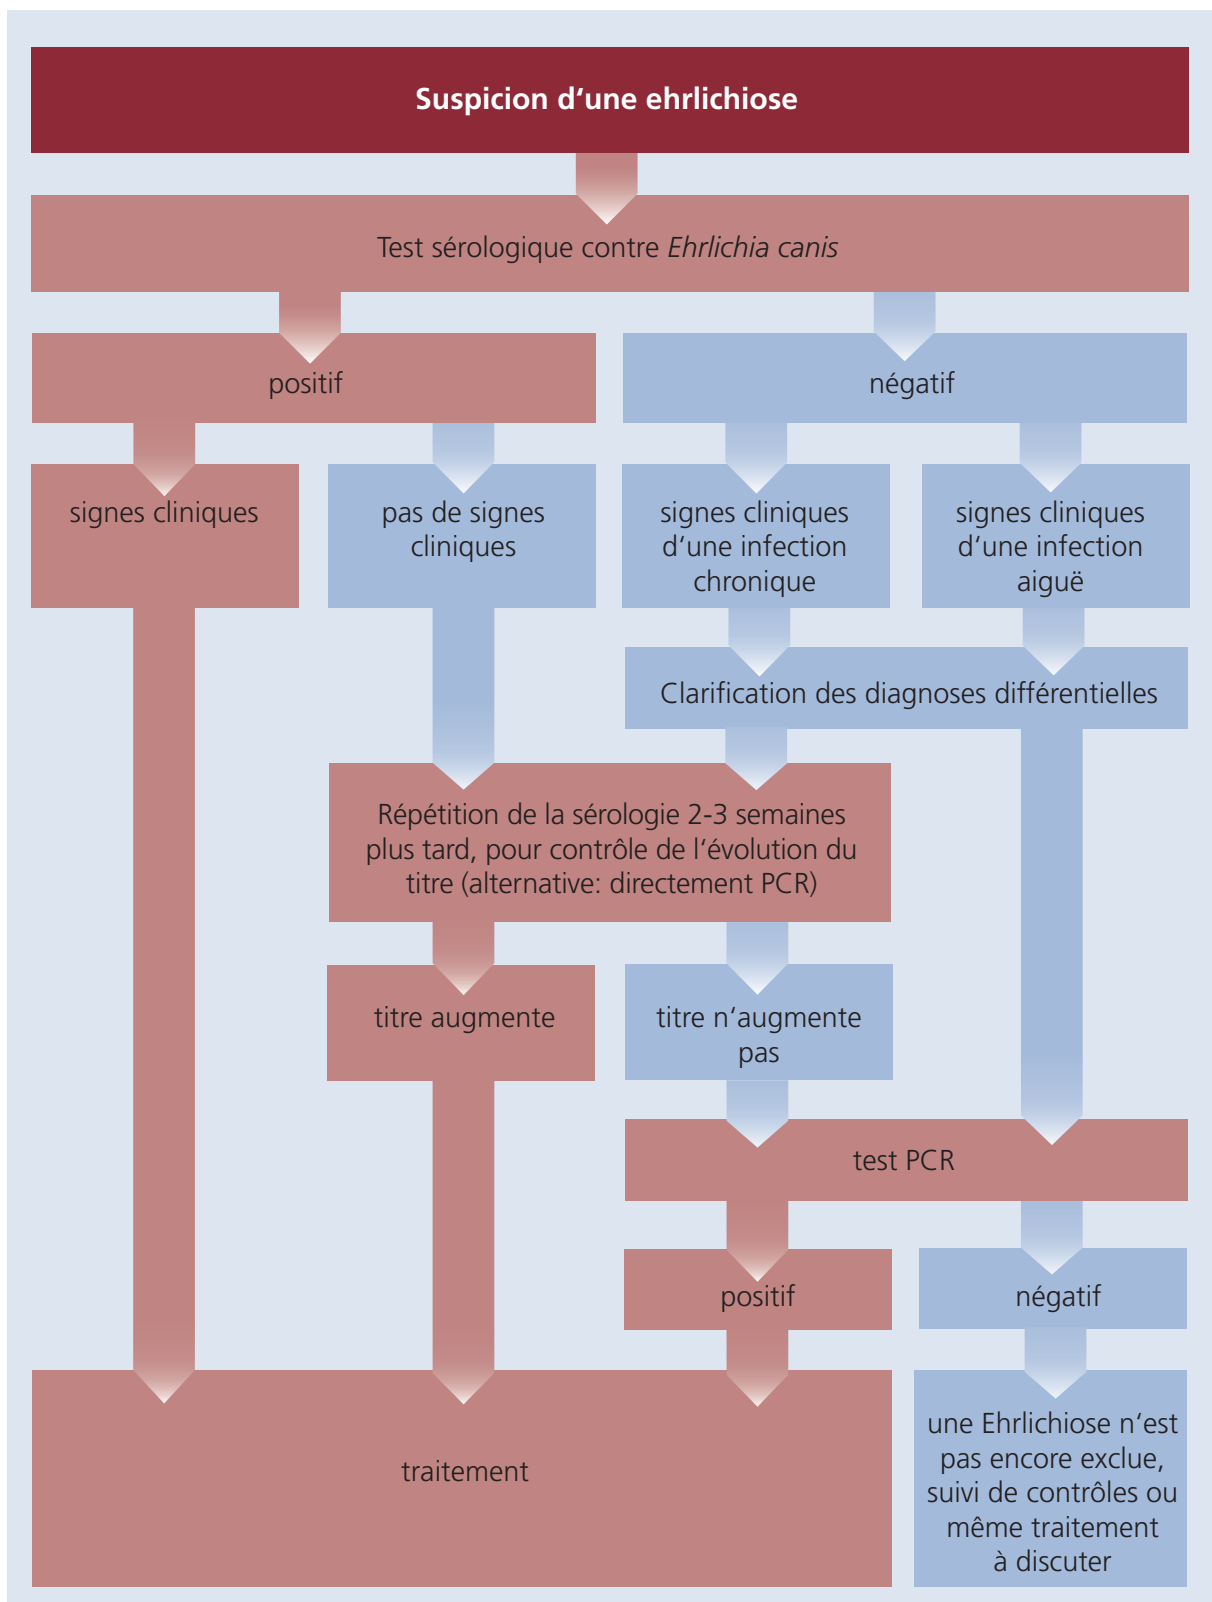 Suspicion d‘une ehrlichiose
Test sérologique contre Ehrlichia canis
positif
négatif
signes cliniques
pas de signes
cliniques
signes cliniques
d‘une infection
chronique
signes cliniques
d‘une infection
aiguë
Clarification des diagnoses différentielles
Répétition de la sérologie 2-3 semaines
plus tard, pour contrôle de l‘évolution du
titre (alternative: directement PCR)
titre augmente
titre n‘augmente
pas
test PCR
positif
négatif
traitement
une Ehrlichiose n‘est
pas encore exclue,
suivi de contrôles ou
même traitement
à discuter